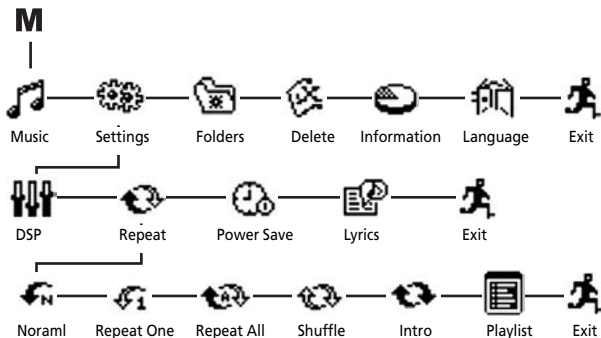 M
Music Settings Folders Delete Information Language Exit
DSP Repeat Power Save Lyrics Exit
N 1 A
Noraml Repeat One Repeat All Shuffle Intro Playlist Exit